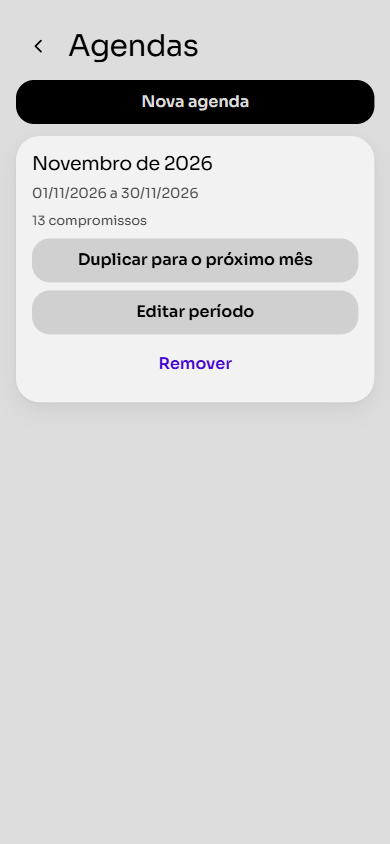 Agendas
Nova agenda
Novembro de 2026
01/11/2026 a 30/11/2026
13 compromissos
Duplicar para o próximo mês
Editar período
Remover